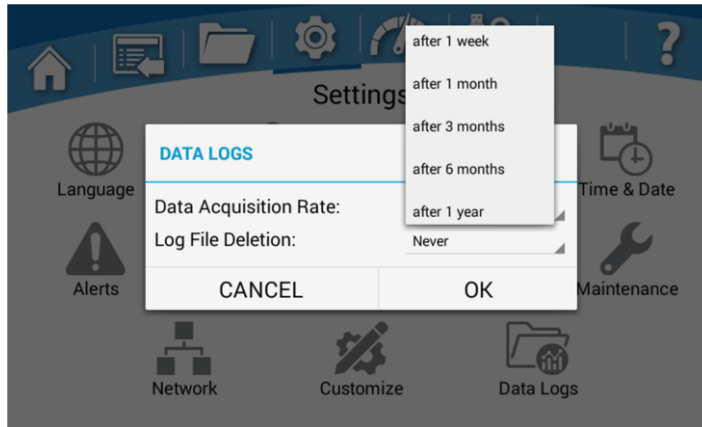 ?
Settings
after 1 week
after 1 month
after 3 months
after 6 months
after 1 year
DATA LOGS
Data Acquisition Rate:
Log File Deletion:
Never
CANCEL
OK
Language
Time & Date
Alerts
Maintenance
Network
Customize
Data Logs